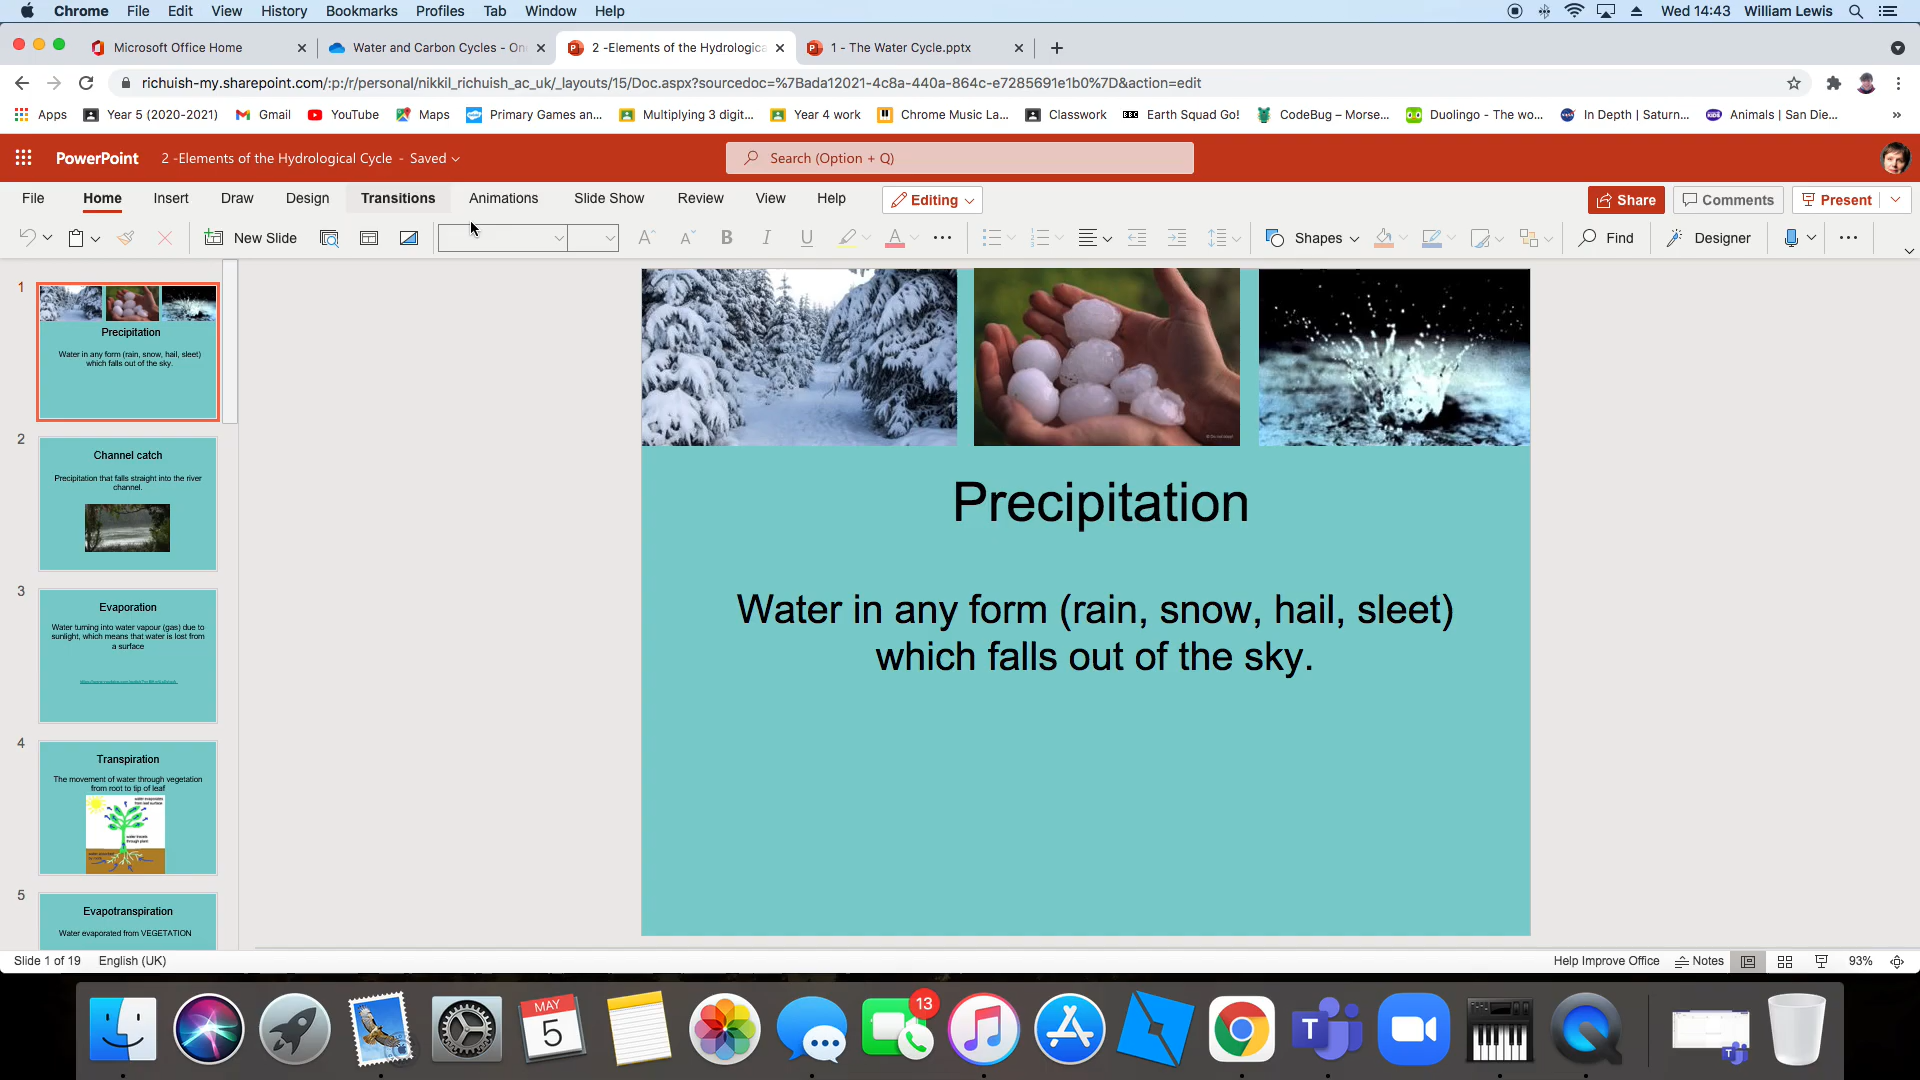 Chrome File Edit View History Bookmarks Profiles Tab Window Help Wed 14:43 William Lewis
Microsoft Office Home Water and Carbon Cycles - On 2 -Elements of the Hydrologica 1 - The Water Cycle.pptx
richuish-my.sharepoint.com/:p:/r/personal/nikkil_richuish_ac_uk/_layouts/15/Doc.aspx?sourcedoc=%7Bada12021-4c8a-440a-864c-e7285691e1b0%7D&action=edit
Apps Year 5 (2020-2021) Gmail YouTube Maps Primary Games an... Multiplying 3 digit... Year 4 work Chrome Music La... Classwork BBC Earth Squad Go! CodeBug – Morse... Duolingo - The wo... In Depth | Saturn... Animals | San Die... »
PowerPoint 2 -Elements of the Hydrological Cycle - Saved Search (Option + Q)
File Home Insert Draw Design Transitions Animations Slide Show Review View Help Editing Share Comments Present
New Slide B I U A Shapes Find Designer
1
Precipitation
Water in any form (rain, snow, hail, sleet)
which falls out of the sky.
2
Channel catch
Precipitation that falls straight into the river
channel.
3
Evaporation
Water turning into water vapour (gas) due to
sunlight, which means that water is lost from
a surface
4
Transpiration
The movement of water through vegetation
from root to tip of leaf
5
Evapotranspiration
Water evaporated from VEGETATION
Precipitation
Water in any form (rain, snow, hail, sleet)
which falls out of the sky.
Slide 1 of 19 English (UK) Help Improve Office Notes 93%
MAY
5
13
T